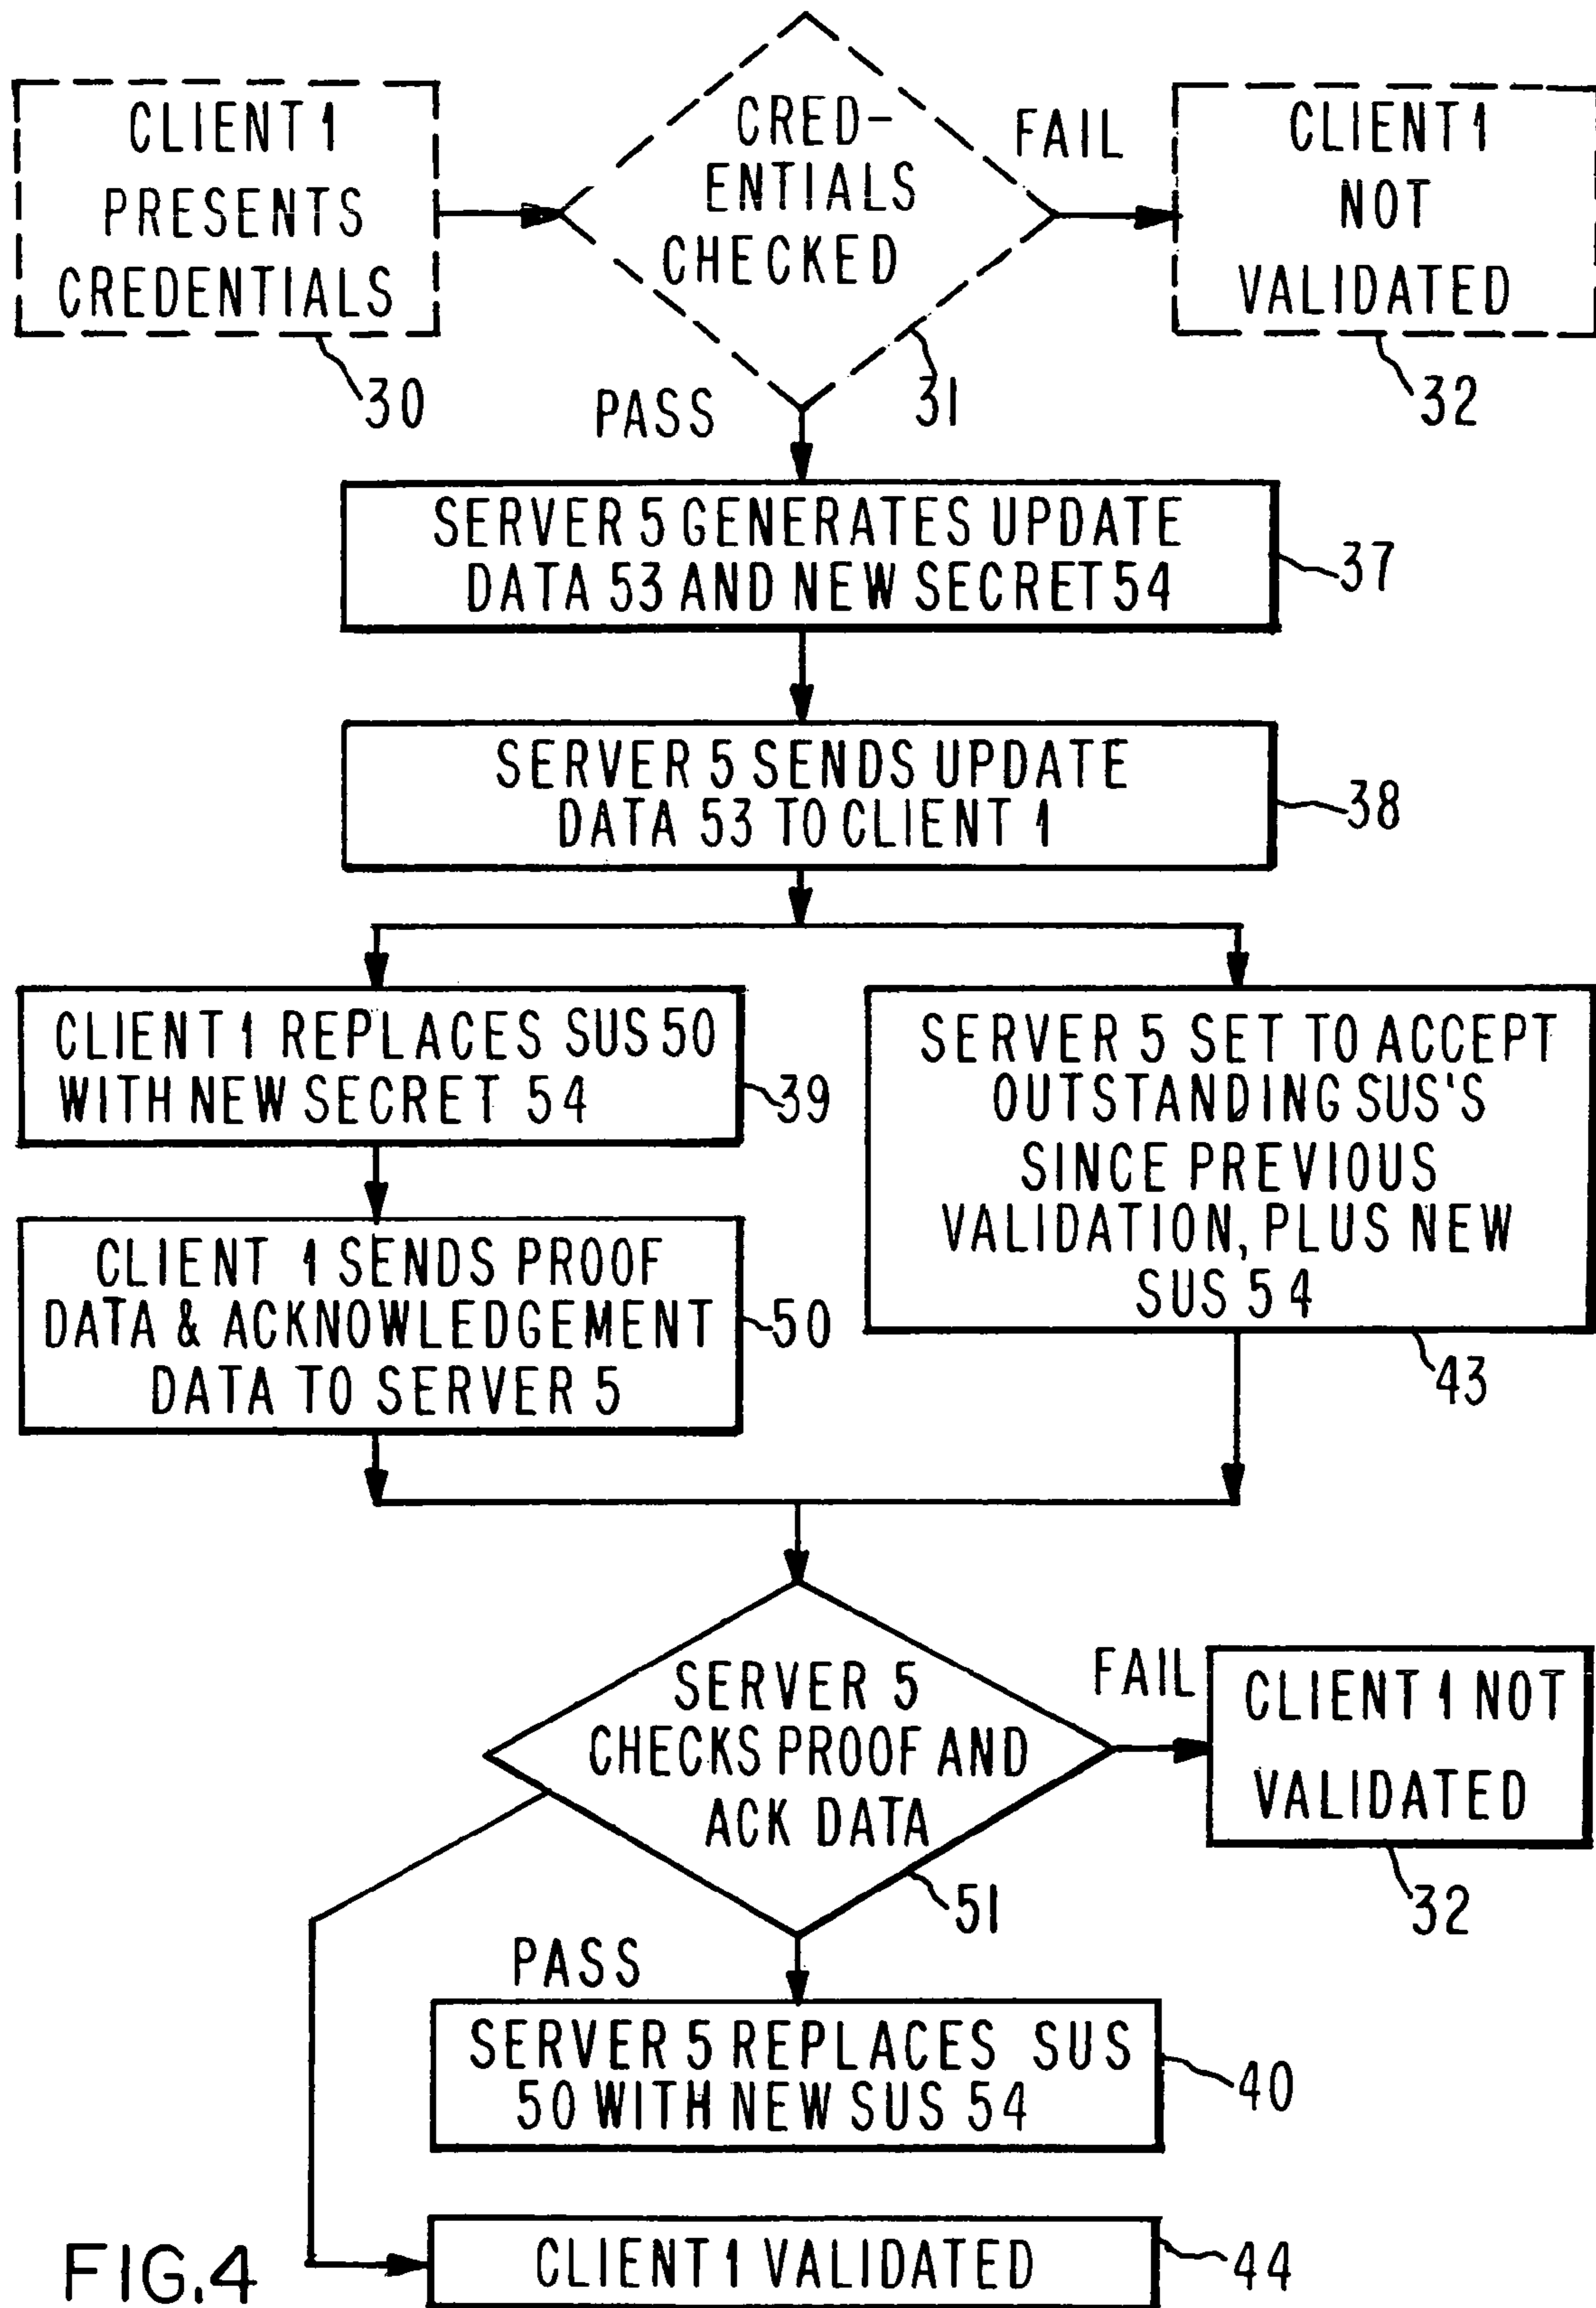 CLIENT 1
PRESENTS
CREDENTIALS
30
CRED-
ENTIALS
CHECKED
31
FAIL
CLIENT 1
NOT
VALIDATED
32
PASS
SERVER 5 GENERATES UPDATE
DATA 53 AND NEW SECRET 54
37
SERVER 5 SENDS UPDATE
DATA 53 TO CLIENT 1
38
CLIENT 1 REPLACES SUS 50
WITH NEW SECRET 54
39
SERVER 5 SET TO ACCEPT
OUTSTANDING SUS'S
SINCE PREVIOUS
VALIDATION, PLUS NEW
SUS 54
43
CLIENT 1 SENDS PROOF
DATA & ACKNOWLEDGEMENT
DATA TO SERVER 5
50
SERVER 5
CHECKS PROOF AND
ACK DATA
51
FAIL
CLIENT 1 NOT
VALIDATED
32
PASS
SERVER 5 REPLACES SUS
50 WITH NEW SUS 54
40
CLIENT 1 VALIDATED
44
FIG.4